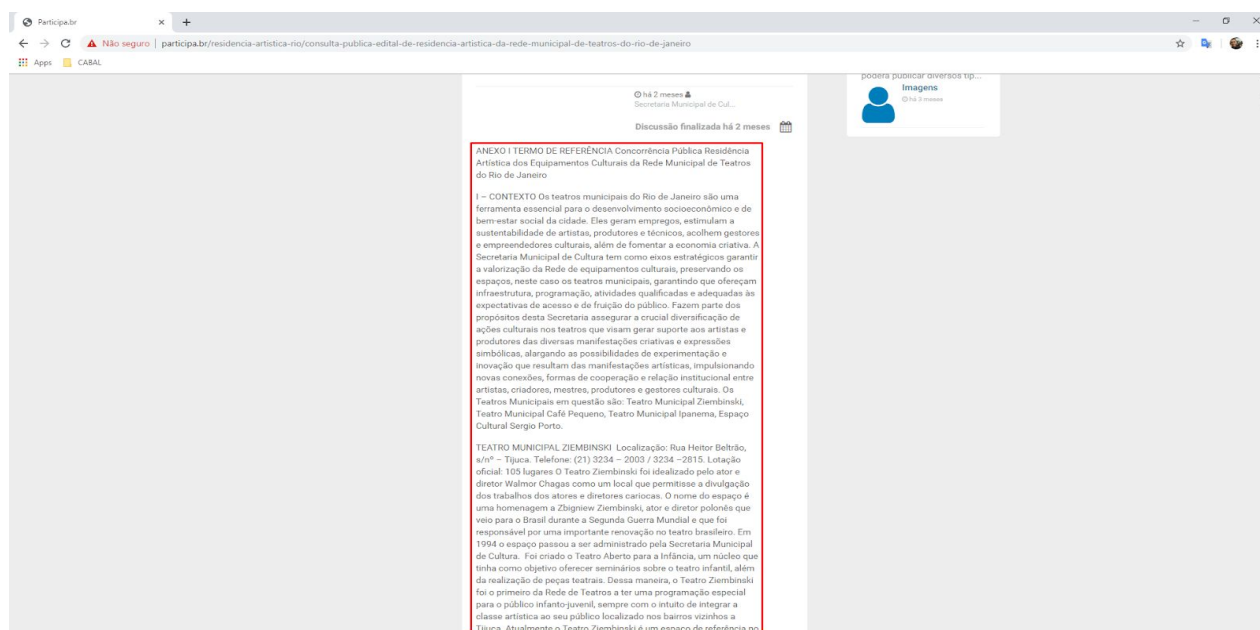 Participa.br
Não seguro | participa.br/residencia-artistica-rio/consulta-publica-edital-de-residencia-artistica-da-rede-municipal-de-teatros-do-rio-de-janeiro
Apps CABAL
há 2 meses
Secretaria Municipal de Cul...
Discussão finalizada há 2 meses
poderá publicar diversos tip...
Imagens
há 3 meses
ANEXO I TERMO DE REFERÊNCIA Concorrência Pública Residência
Artística dos Equipamentos Culturais da Rede Municipal de Teatros
do Rio de Janeiro
I – CONTEXTO Os teatros municipais do Rio de Janeiro são uma
ferramenta essencial para o desenvolvimento socioeconômico e de
bem-estar social da cidade. Eles geram empregos, estimulam a
sustentabilidade de artistas, produtores e técnicos, acolhem gestores
e empreendedores culturais, além de fomentar a economia criativa. A
Secretaria Municipal de Cultura tem como eixos estratégicos garantir
a valorização da Rede de equipamentos culturais, preservando os
espaços, neste caso os teatros municipais, garantindo que ofereçam
infraestrutura, programação, atividades qualificadas e adequadas às
expectativas de acesso e de fruição do público. Fazem parte dos
propósitos desta Secretaria assegurar a crucial diversificação de
ações culturais nos teatros que visam gerar suporte aos artistas e
produtores das diversas manifestações criativas e expressões
simbólicas, alargando as possibilidades de experimentação e
inovação que resultam das manifestações artísticas, impulsionando
novas conexões, formas de cooperação e relação institucional entre
artistas, criadores, mestres, produtores e gestores culturais. Os
Teatros Municipais em questão são: Teatro Municipal Ziembinski,
Teatro Municipal Café Pequeno, Teatro Municipal Ipanema, Espaço
Cultural Sergio Porto.
TEATRO MUNICIPAL ZIEMBINSKI Localização: Rua Heitor Beltrão,
s/nº – Tijuca. Telefone: (21) 3234 – 2003 / 3234 –2815. Lotação
oficial: 105 lugares O Teatro Ziembinski foi idealizado pelo ator e
diretor Walmor Chagas como um local que permitisse a divulgação
dos trabalhos dos atores e diretores cariocas. O nome do espaço é
uma homenagem a Zbigniew Ziembinski, ator e diretor polonês que
veio para o Brasil durante a Segunda Guerra Mundial e que foi
responsável por uma importante renovação no teatro brasileiro. Em
1994 o espaço passou a ser administrado pela Secretaria Municipal
de Cultura. Foi criado o Teatro Aberto para a Infância, um núcleo que
tinha como objetivo oferecer seminários sobre o teatro infantil, além
da realização de peças teatrais. Dessa maneira, o Teatro Ziembinski
foi o primeiro da Rede de Teatros a ter uma programação especial
para o público infanto-juvenil, sempre com o intuito de integrar a
classe artística ao seu público localizado nos bairros vizinhos a
Tijuca. Atualmente o Teatro Ziembinski é um espaço de referência no